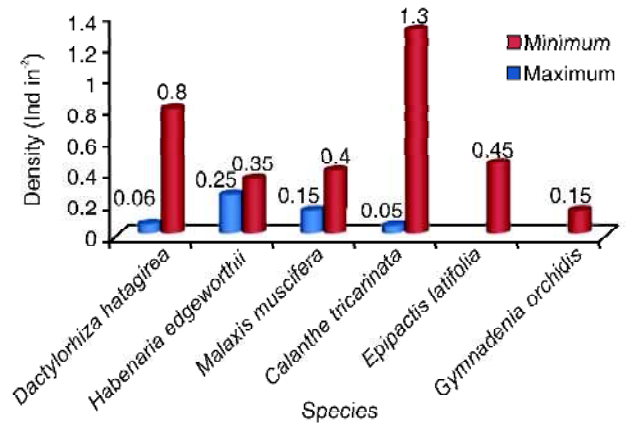 1.4
1.2
1
1.8
0.6
0.4
0.2
0
Density (Ind in-2)
0.06
0.8
0.25
0.35
0.15
0.4
0.05
1.3
0.45
0.15
Minimum
Maximum
Dactylorhiza hatagirea
Habenaria edgeworthii
Malaxis muscifera
Calanthe tricarinata
Epipactis latifolia
Gymnadenia orchidis
Species